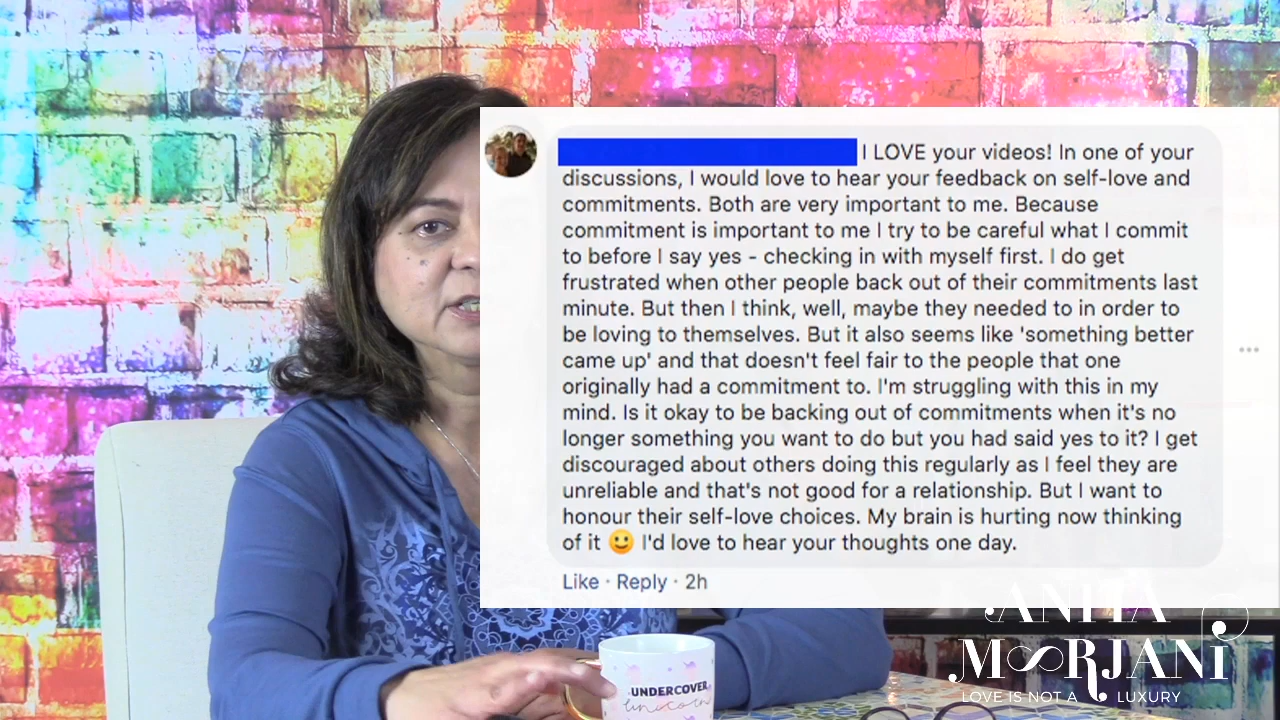 I LOVE your videos! In one of your
discussions, I would love to hear your feedback on self-love and
commitments. Both are very important to me. Because
commitment is important to me I try to be careful what I commit
to before I say yes - checking in with myself first. I do get
frustrated when other people back out of their commitments last
minute. But then I think, well, maybe they needed to in order to
be loving to themselves. But it also seems like 'something better
came up' and that doesn't feel fair to the people that one
originally had a commitment to. I'm struggling with this in my
mind. Is it okay to be backing out of commitments when it's no
longer something you want to do but you had said yes to it? I get
discouraged about others doing this regularly as I feel they are
unreliable and that's not good for a relationship. But I want to
honour their self-love choices. My brain is hurting now thinking
of it 🙂 I'd love to hear your thoughts one day.
Like · Reply · 2h
ANITA
MOORJANI
LOVE IS NOT A LUXURY
UNDERCOVER
unicorn